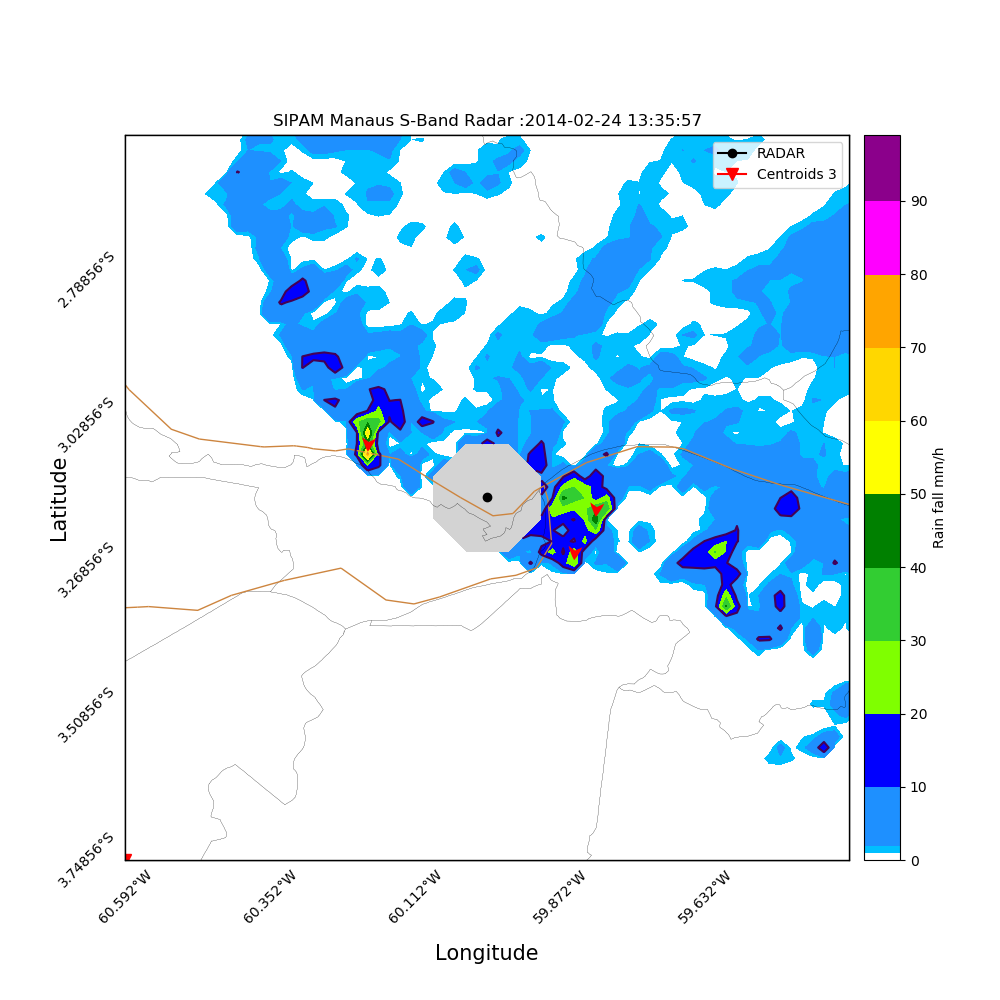 SIPAM Manaus S-Band Radar :2014-02-24 13:35:57
RADAR
Centroids 3
Latitude
2.78856°S
3.02856°S
3.26856°S
3.50856°S
3.74856°S
60.592°W
60.352°W
60.112°W
59.872°W
59.632°W
Longitude
90
80
70
60
50
40
30
20
10
0
Rain fall mm/h